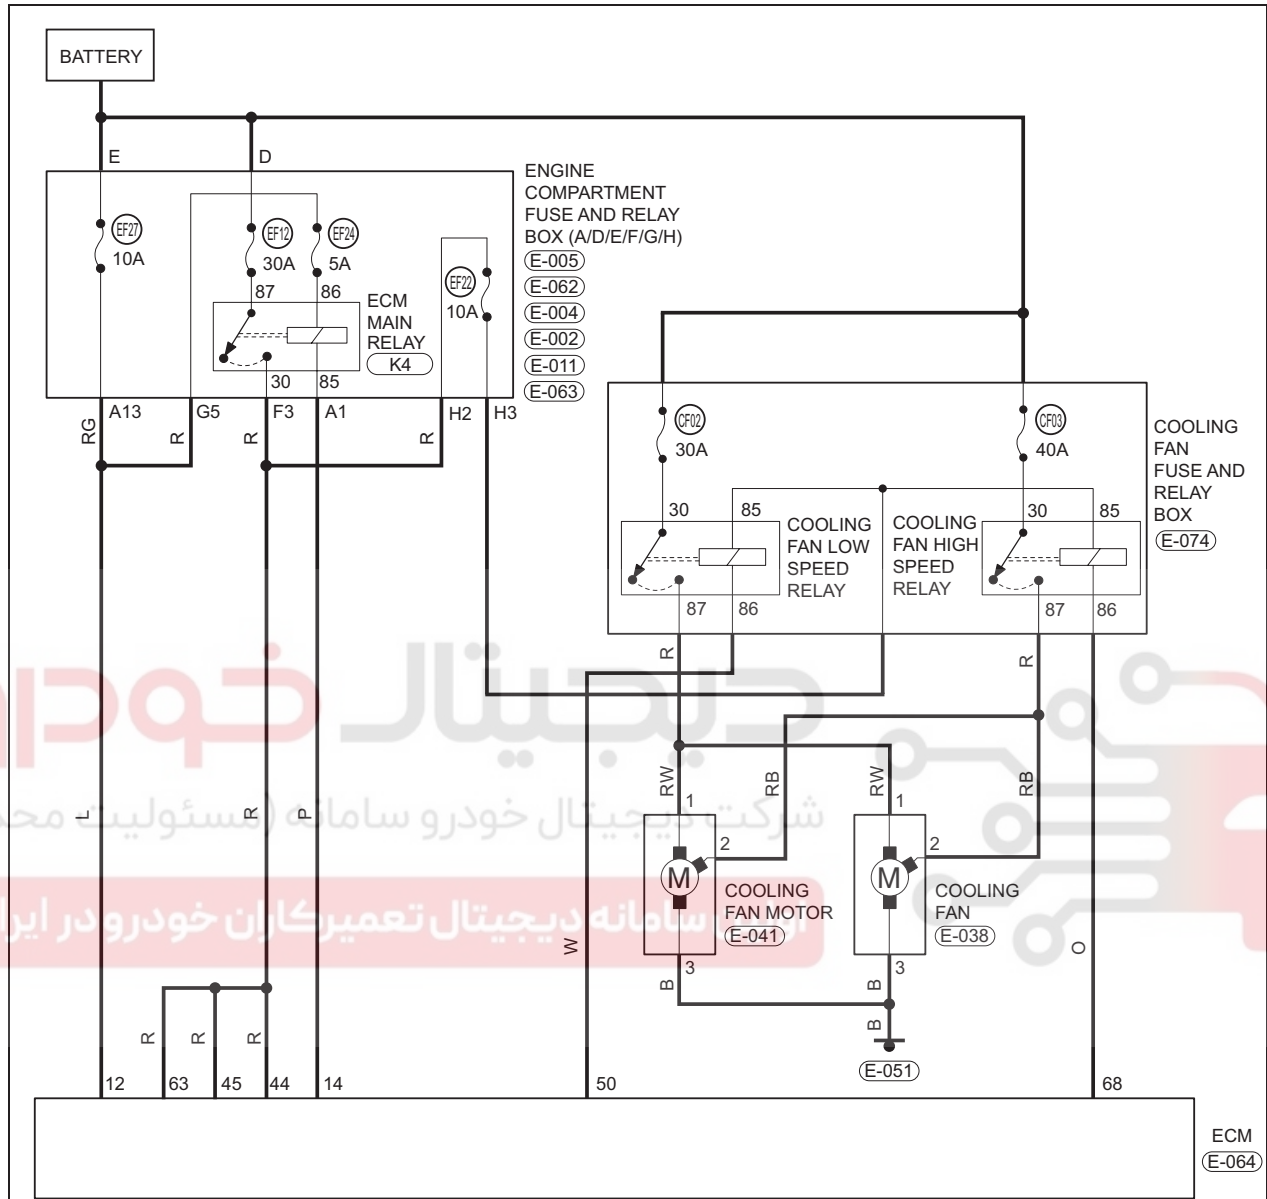 BATTERY
E
D
ENGINE
COMPARTMENT
FUSE AND RELAY
BOX (A/D/E/F/G/H)
E-005
E-062
E-004
E-002
E-011
E-063
EF27
10A
EF12
30A
EF24
5A
EF22
10A
87
86
ECM
MAIN
RELAY
K4
30
85
A13
G5
F3
A1
H2
H3
RG
R
R
R
CF02
30A
CF03
40A
COOLING
FAN
FUSE AND
RELAY
BOX
E-074
30
85
COOLING
FAN LOW
SPEED
RELAY
COOLING
FAN HIGH
SPEED
RELAY
30
85
87
86
87
86
R
R
دیجیتال خودرو
RW
RB
RW
RB
1
1
L
R
P
شرکت دیجیتال خودرو سامانه (مسئولیت
2
2
M
M
COOLING
FAN MOTOR
E-041
COOLING
FAN
E-038
اولین سامانه دیجیتال تعمیرکاران خودرو در
W
O
3
3
B
B
B
E-051
R
R
R
12
63
45
44
14
50
68
ECM
E-064